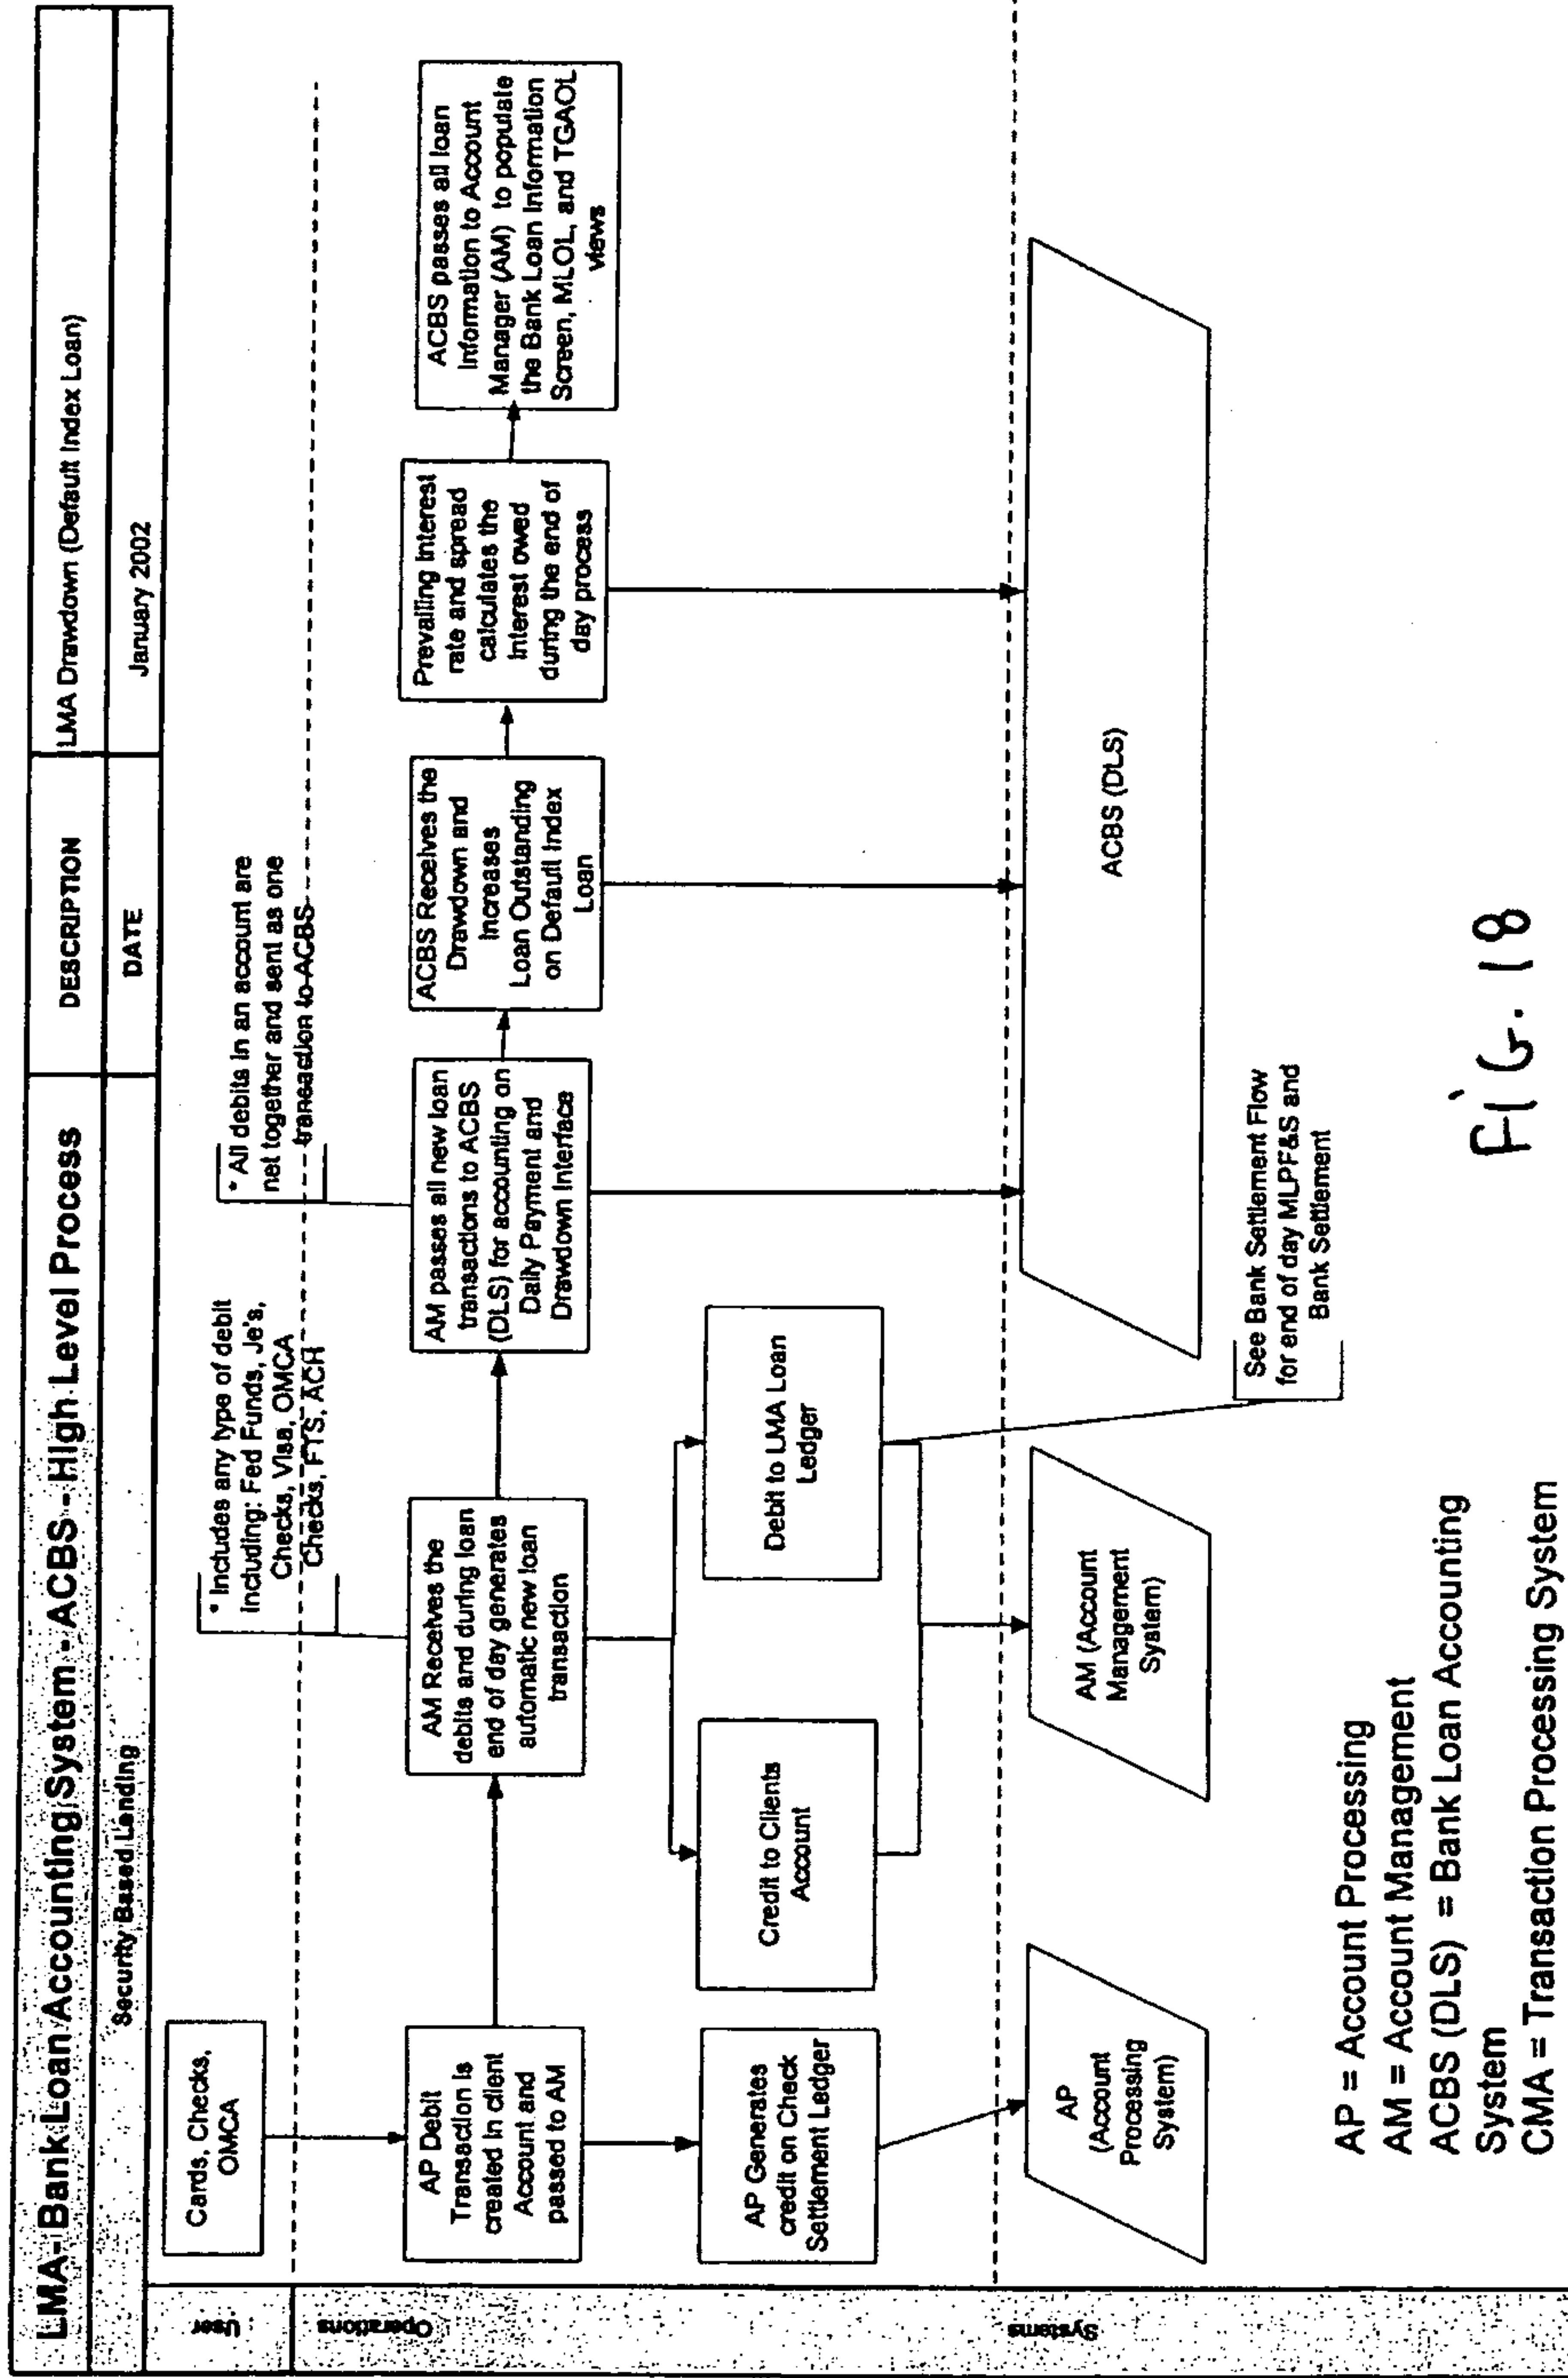 LMA- Bank Loan Accounting System - ACBS - High Level Process
DESCRIPTION
LMA Drawdown (Default Index Loan)
Security Based Lending
DATE
January 2002
User
Cards, Checks,
OMCA
* Includes any type of debit
Including: Fed Funds, Je's,
Checks, Visa, OMCA
Checks, FTS, ACH
* All debits in an account are
net together and sent as one
transaction to ACBS
Operations
AP Debit
Transaction is
created in client
Account and
passed to AM
AM Receives the
debits and during loan
end of day generates
automatic new loan
transaction
AM passes all new loan
transactions to ACBS
(DLS) for accounting on
Daily Payment and
Drawdown Interface
ACBS Receives the
Drawdown and
Increases
Loan Outstanding
on Default Index
Loan
Prevailing Interest
rate and spread
calculates the
Interest owed
during the end of
day process
ACBS passes all loan
Information to Account
Manager (AM) to populate
the Bank Loan Information
Screen, MLOL, and TGAOL
views
AP Generates
credit on Check
Settlement Ledger
Credit to Clients
Account
Debit to LMA Loan
Ledger
Systems
AP
(Account
Processing
System)
AM (Account
Management
System)
ACBS (DLS)
See Bank Settlement Flow
for end of day MLPF&S and
Bank Settlement
AP = Account Processing
AM = Account Management
ACBS (DLS) = Bank Loan Accounting
System
CMA = Transaction Processing System
FIG. 18